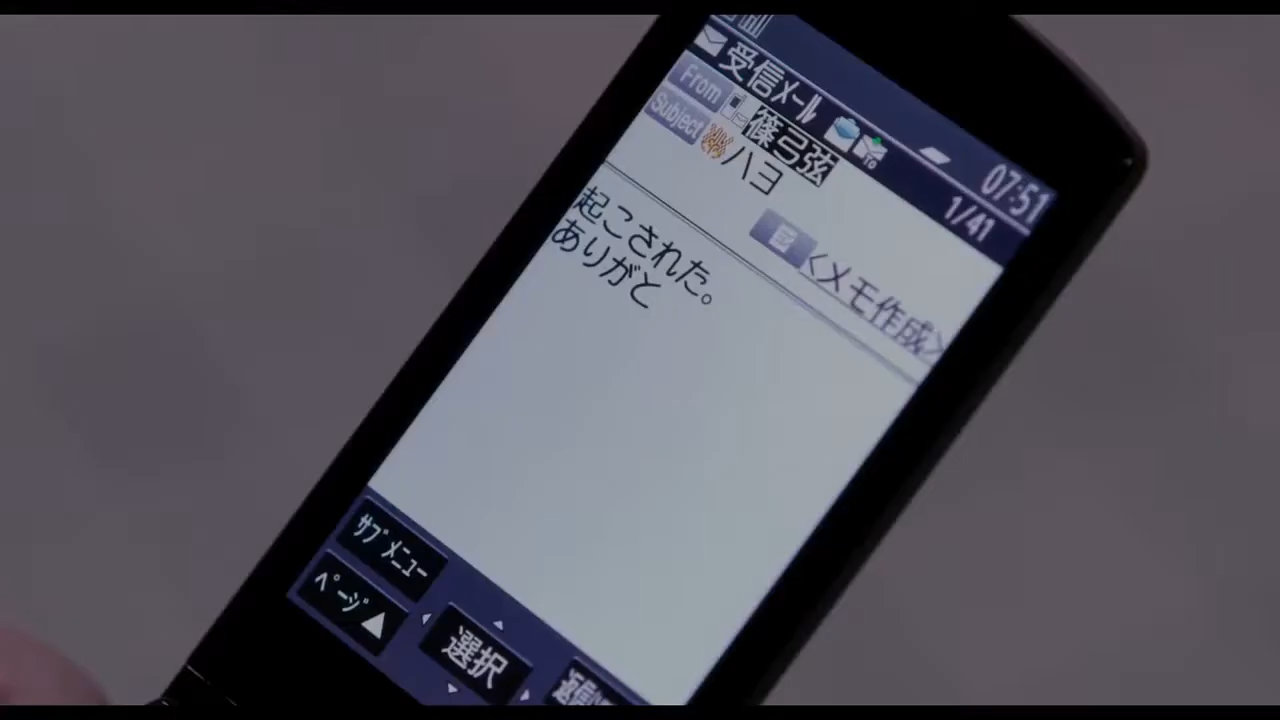 受信ﾒｰﾙ
07:51
From 篠弓弦
1/41
Subject ハヨ
<メモ作成>
起こされた。
ありがと
ｻﾌﾞﾒﾆｭｰ
ﾍﾟｰｼﾞ▲
選択